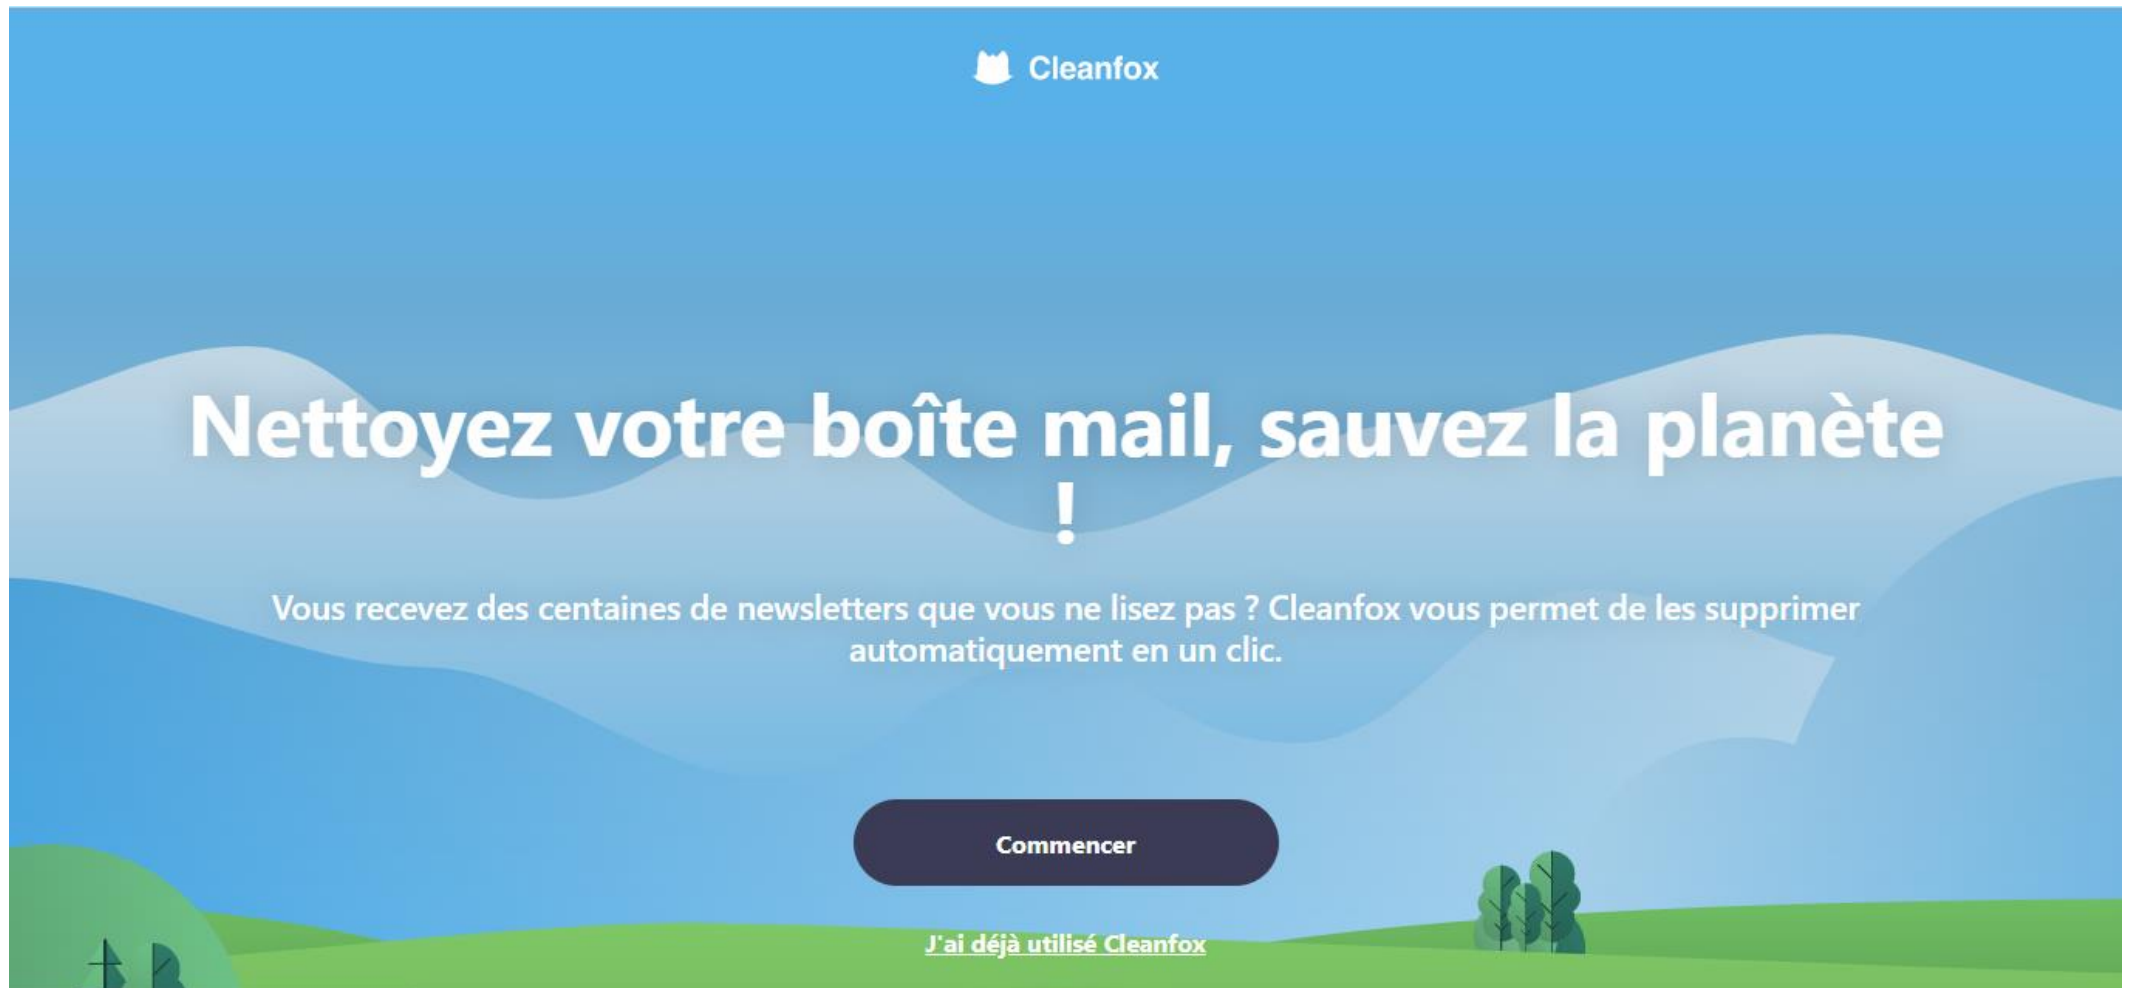 Cleanfox
Nettoyez votre boîte mail, sauvez la planète
!
Vous recevez des centaines de newsletters que vous ne lisez pas ? Cleanfox vous permet de les supprimer
automatiquement en un clic.
Commencer
J'ai déjà utilisé Cleanfox